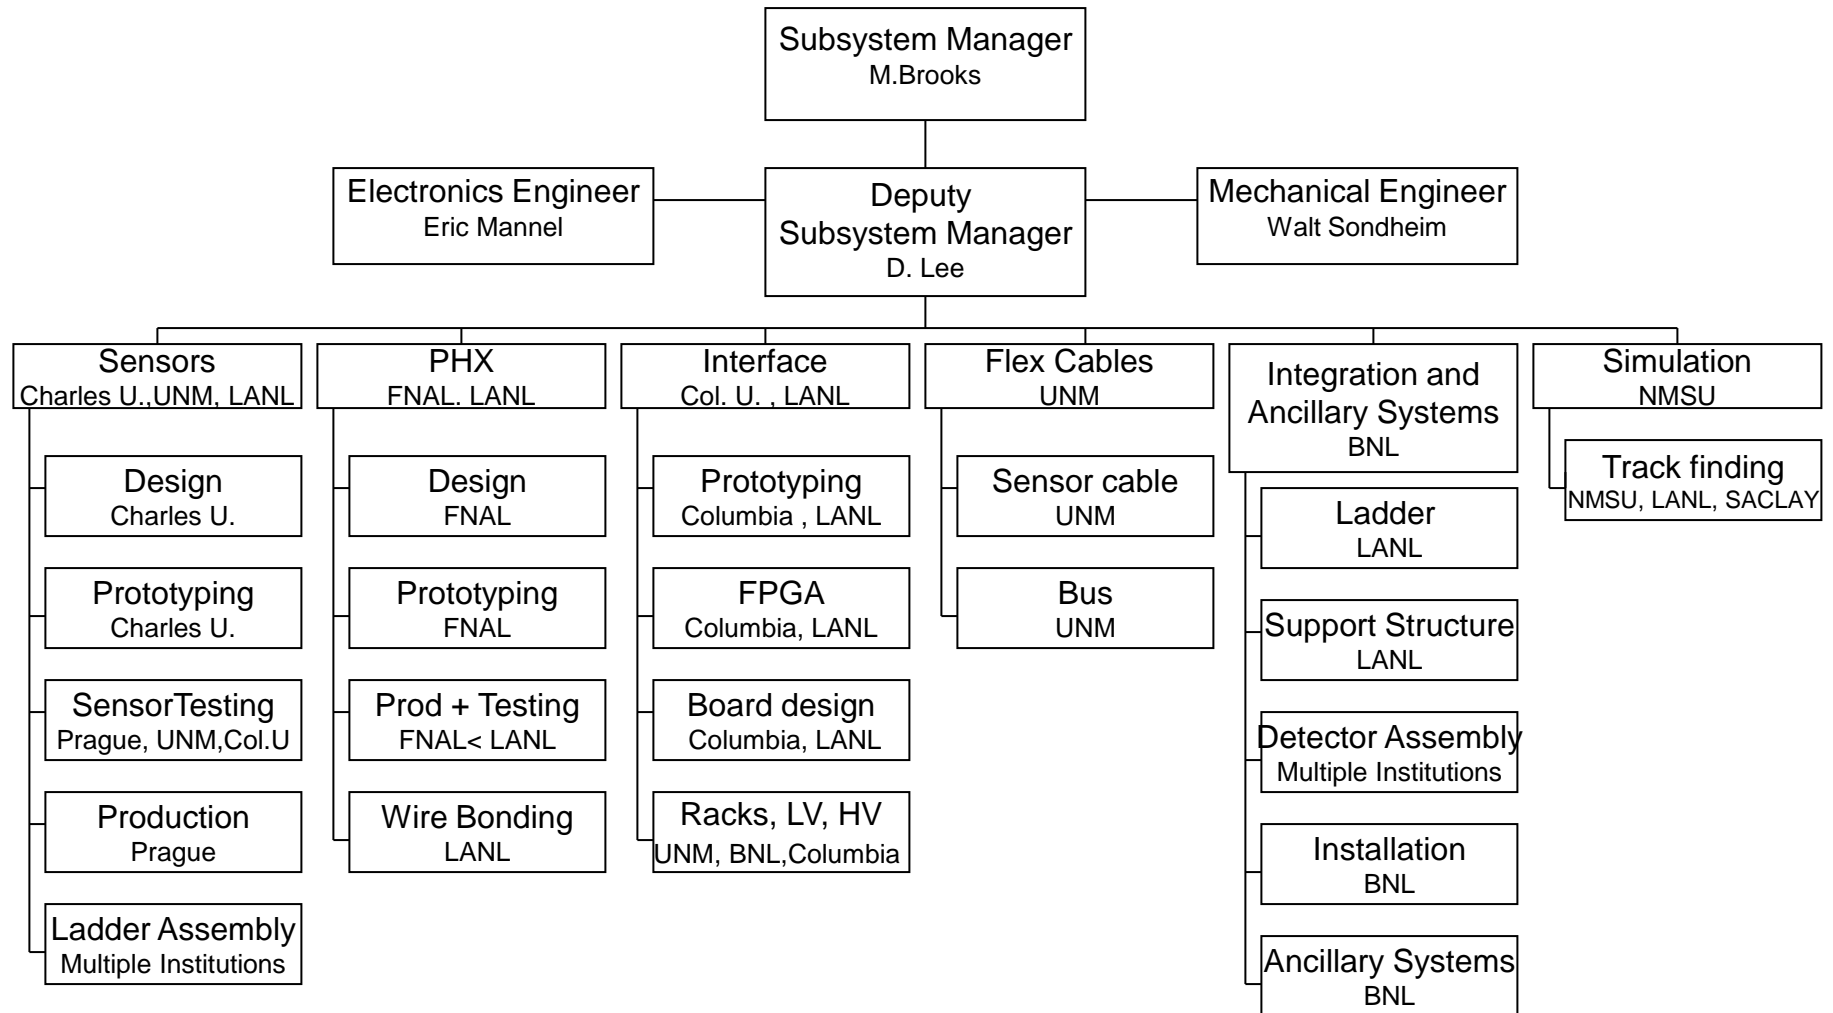 Subsystem Manager
M.Brooks
Electronics Engineer
Eric Mannel
Deputy
Subsystem Manager
D. Lee
Mechanical Engineer
Walt Sondheim
Sensors
Charles U.,UNM, LANL
Design
Charles U.
Prototyping
Charles U.
SensorTesting
Prague, UNM,Col.U
Production
Prague
Ladder Assembly
Multiple Institutions
PHX
FNAL. LANL
Design
FNAL
Prototyping
FNAL
Prod + Testing
FNAL< LANL
Wire Bonding
LANL
Interface
Col. U. , LANL
Prototyping
Columbia , LANL
FPGA
Columbia, LANL
Board design
Columbia, LANL
Racks, LV, HV
UNM, BNL,Columbia
Flex Cables
UNM
Sensor cable
UNM
Bus
UNM
Integration and
Ancillary Systems
BNL
Ladder
LANL
Support Structure
LANL
Detector Assembly
Multiple Institutions
Installation
BNL
Ancillary Systems
BNL
Simulation
NMSU
Track finding
NMSU, LANL, SACLAY